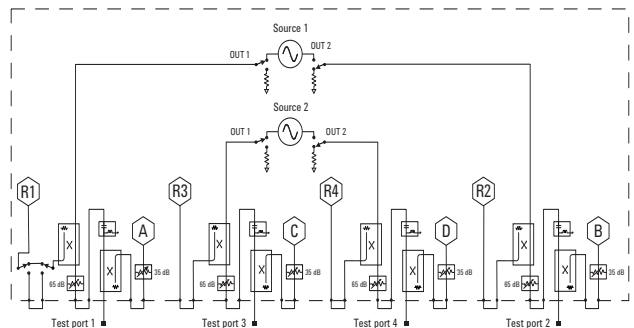 Source 1
OUT 1
OUT 2
Source 2
OUT 1
OUT 2
R1
A
R3
C
R4
D
R2
B
65 dB
35 dB
65 dB
35 dB
65 dB
35 dB
65 dB
35 dB
Test port 1
Test port 3
Test port 4
Test port 2